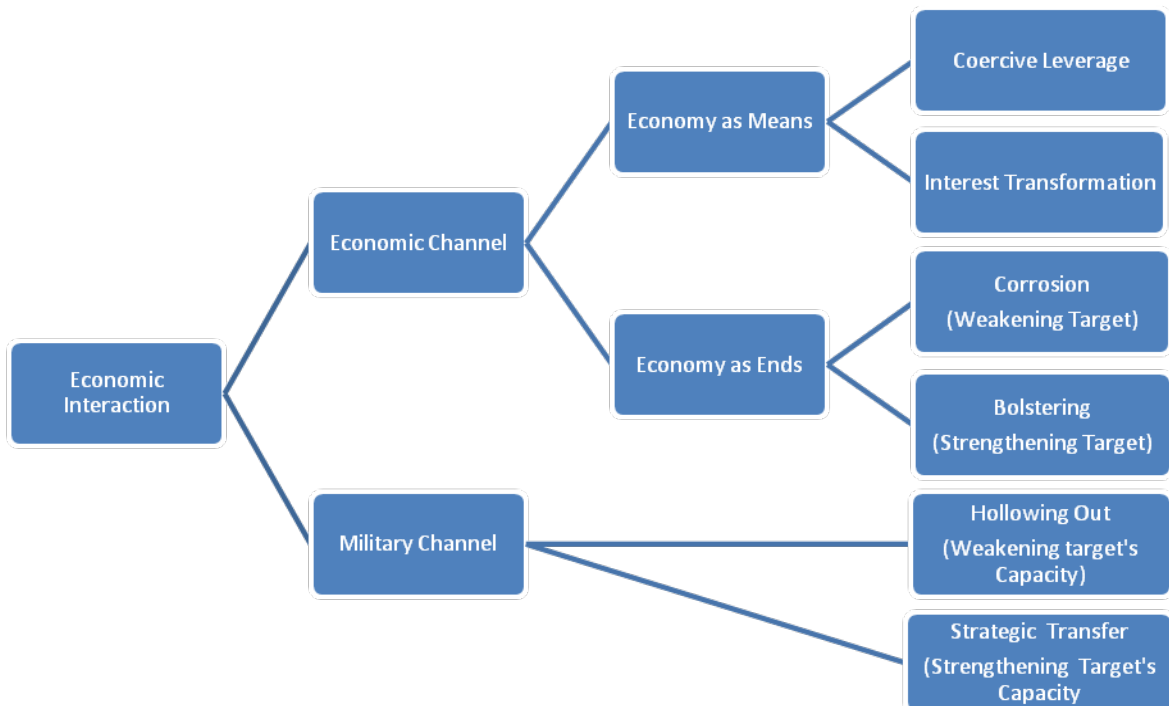 Economic
Interaction
Economic Channel
Military Channel
Economy as Means
Economy as Ends
Coercive Leverage
Interest Transformation
Corrosion
(Weakening Target)
Bolstering
(Strengthening Target)
Hollowing Out
(Weakening target's
Capacity)
Strategic Transfer
(Strengthening Target's
Capacity